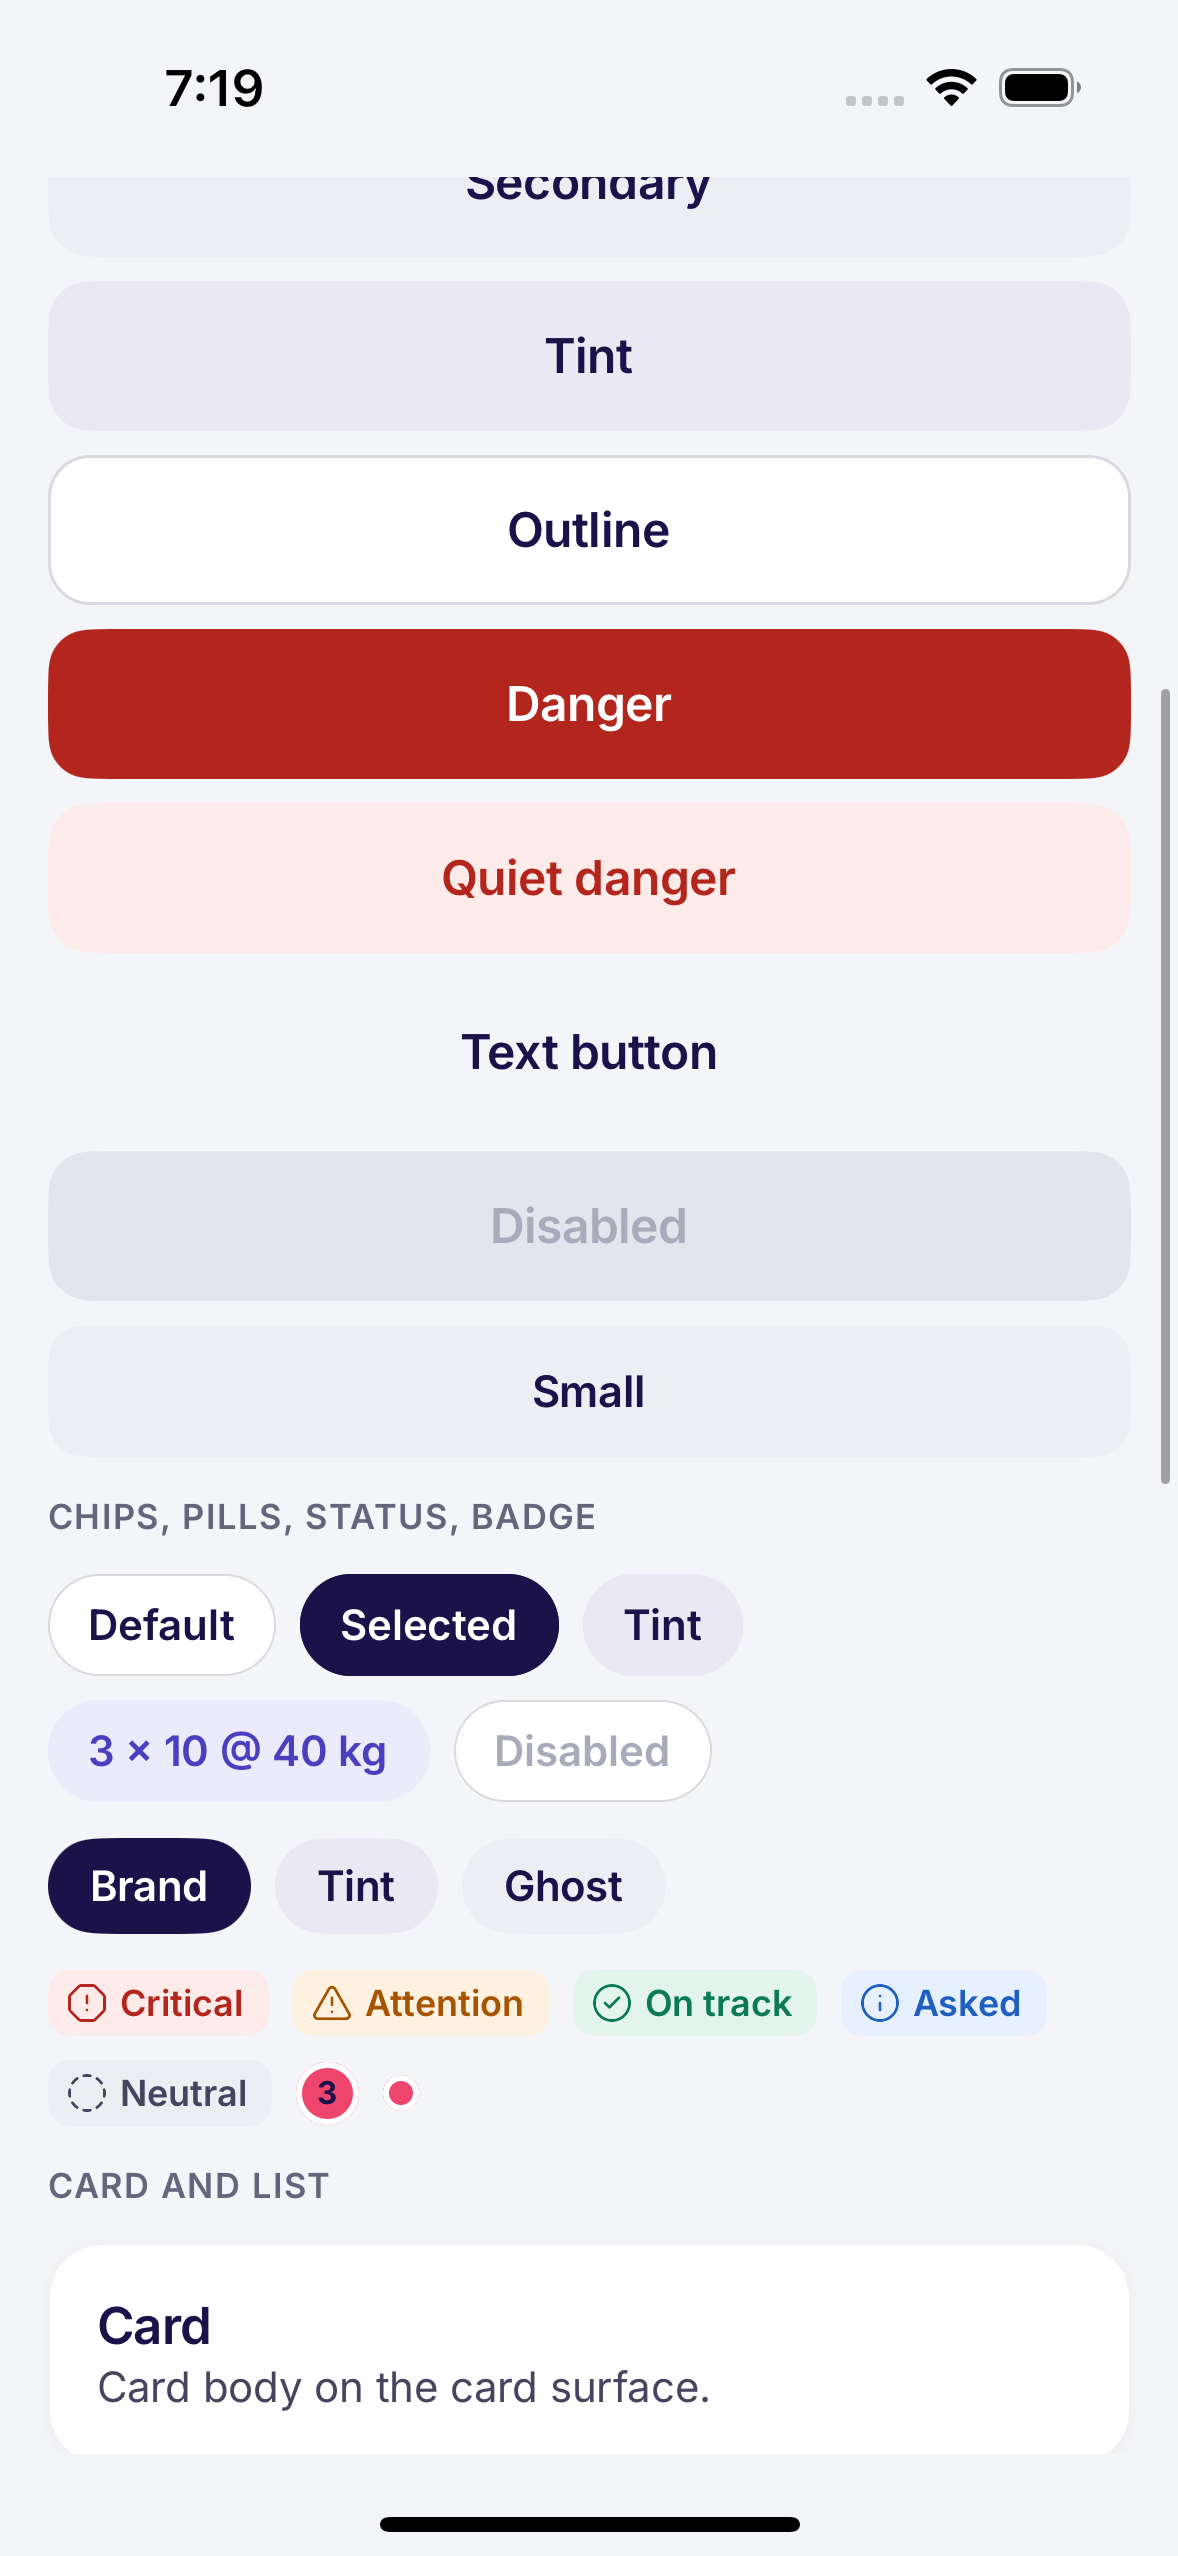 7:19
Secondary
Tint
Outline
Danger
Quiet danger
Text button
Disabled
Small
CHIPS, PILLS, STATUS, BADGE
Default Selected Tint
3 × 10 @ 40 kg Disabled
Brand Tint Ghost
Critical Attention On track Asked
Neutral 3
CARD AND LIST
Card
Card body on the card surface.